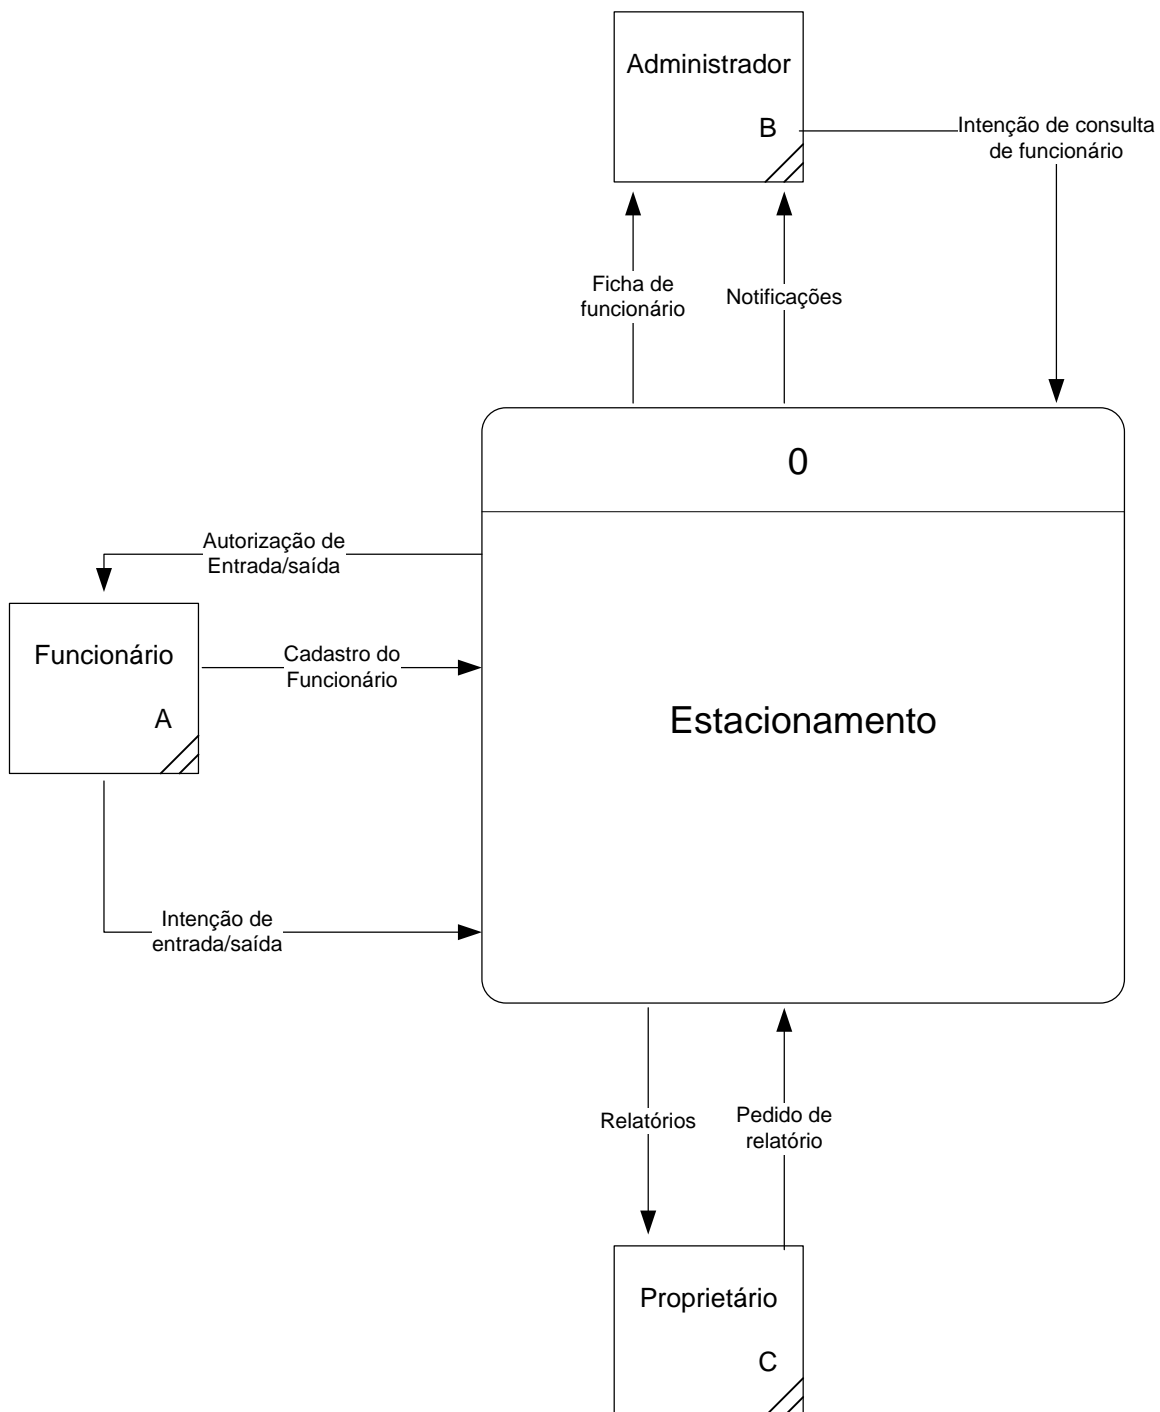 Administrador
B
Intenção de consulta
de funcionário
Ficha de
funcionário
Notificações
0
Autorização de
Entrada/saída
Funcionário
A
Cadastro do
Funcionário
Estacionamento
Intenção de
entrada/saída
Relatórios
Pedido de
relatório
Proprietário
C